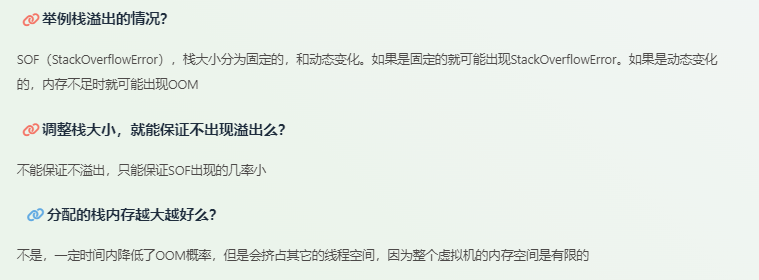 举例栈溢出的情况？
SOF（StackOverflowError），栈大小分为固定的，和动态变化。如果是固定的就可能出现StackOverflowError。如果是动态变化
的，内存不足时就可能出现OOM
调整栈大小，就能保证不出现溢出么？
不能保证不溢出，只能保证SOF出现的几率小
分配的栈内存越大越好么？
不是，一定时间内降低了OOM概率，但是会挤占其它的线程空间，因为整个虚拟机的内存空间是有限的